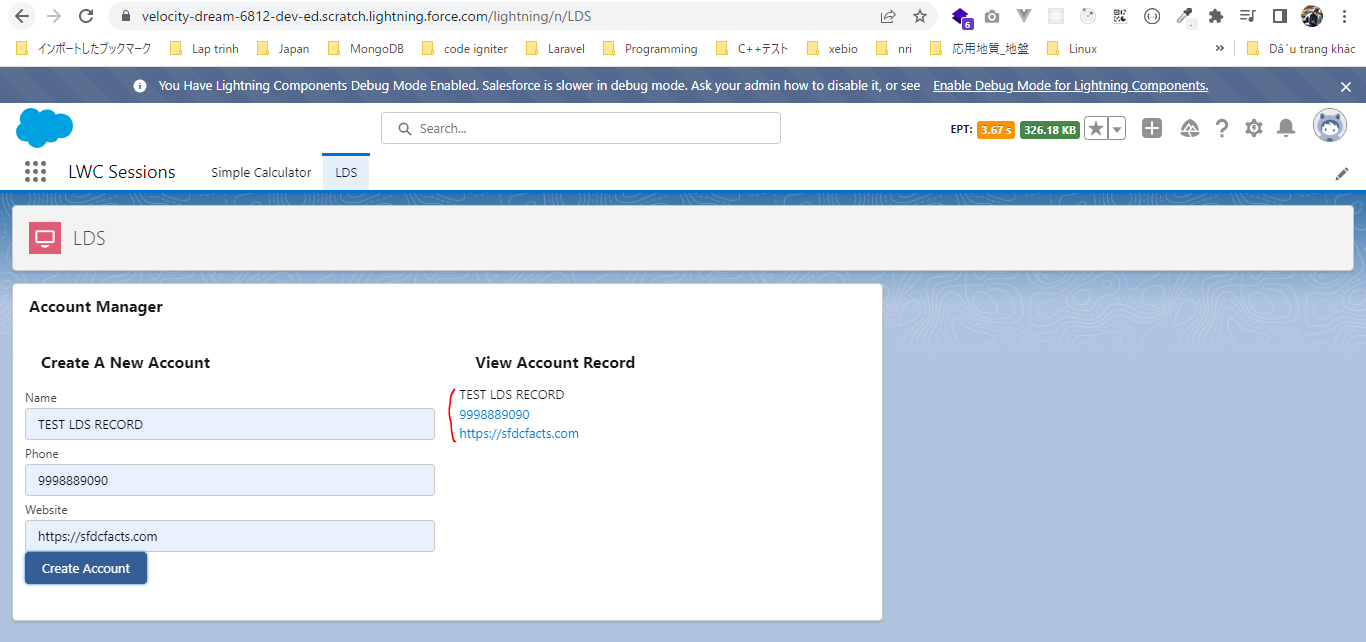 velocity-dream-6812-dev-ed.scratch.lightning.force.com/lightning/n/LDS
6
インポートしたブックマーク Lap trinh Japan MongoDB code igniter Laravel Programming C++テスト xebio nri 応用地質_地盤 Linux » Dấu trang khác
You Have Lightning Components Debug Mode Enabled. Salesforce is slower in debug mode. Ask your admin how to disable it, or see Enable Debug Mode for Lightning Components.
Search...
EPT: 3.67 s 326.18 KB
LWC Sessions Simple Calculator LDS
LDS
Account Manager
Create A New Account
Name
TEST LDS RECORD
Phone
9998889090
Website
https://sfdcfacts.com
Create Account
View Account Record
TEST LDS RECORD
9998889090
https://sfdcfacts.com